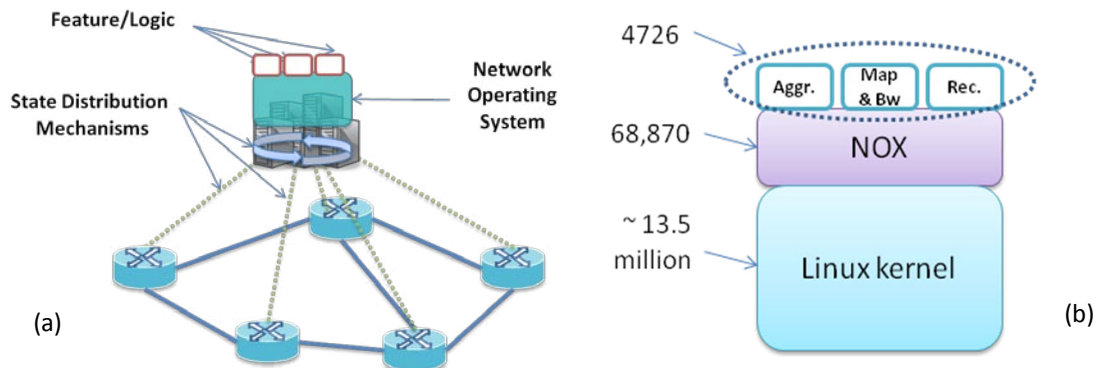 Feature/Logic
State Distribution
Mechanisms
Network
Operating
System
(a)
4726
Aggr.
Map
& Bw
Rec.
68,870
NOX
~ 13.5
million
Linux kernel
(b)